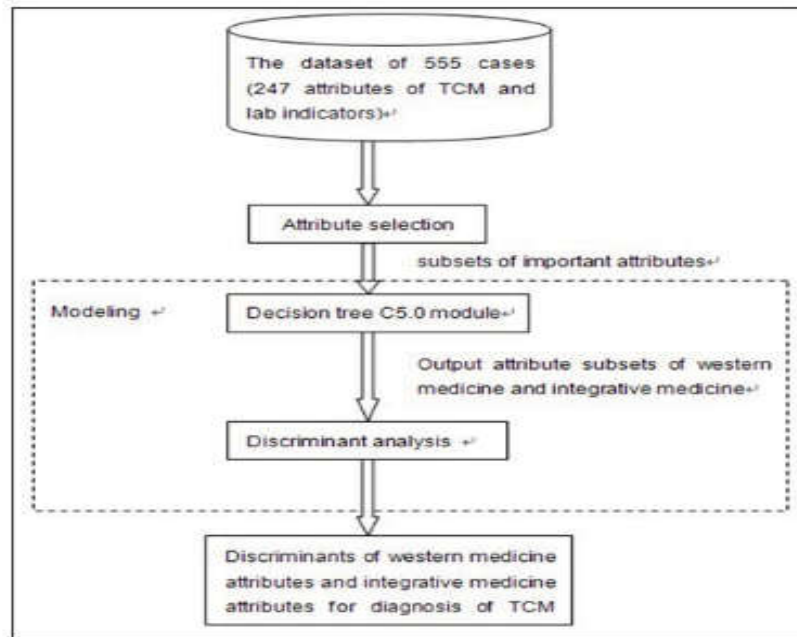 The dataset of 555 cases
(247 attributes of TCM and
lab indicators)↵
Attribute selection
subsets of important attributes↵
Modeling ↵
Decision tree C5.0 module↵
Output attribute subsets of western
medicine and integrative medicine↵
Discriminant analysis ↵
Discriminants of western medicine
attributes and integrative medicine
attributes for diagnosis of TCM